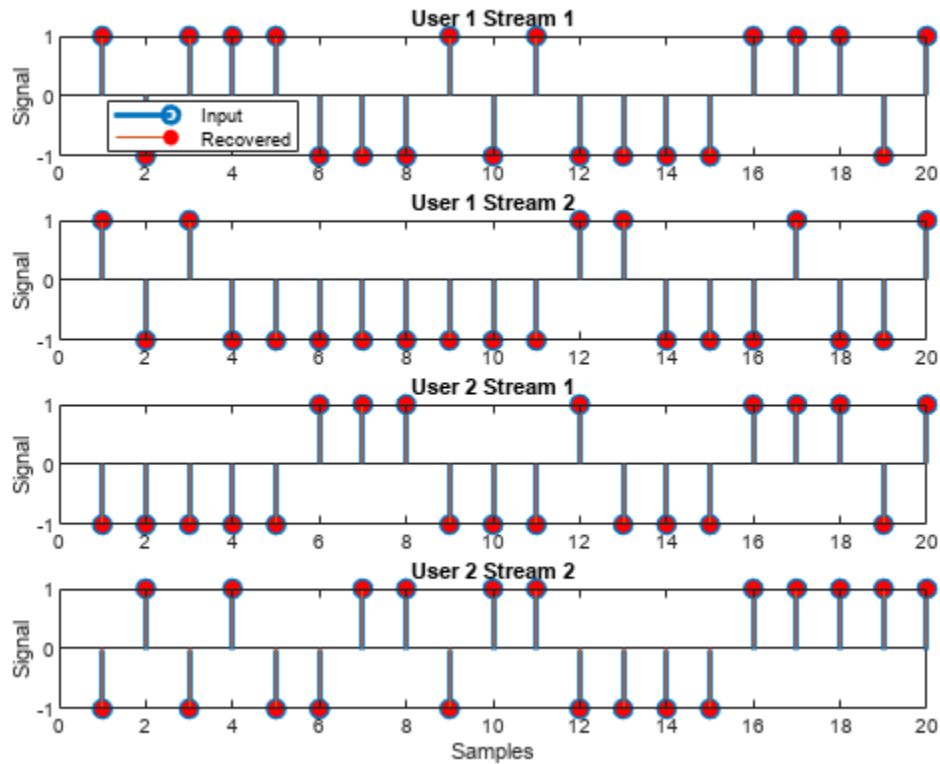 User 1 Stream 1
1
0
-1
Signal
Input
Recovered
0 2 4 6 8 10 12 14 16 18 20
User 1 Stream 2
1
0
-1
Signal
0 2 4 6 8 10 12 14 16 18 20
User 2 Stream 1
1
0
-1
Signal
0 2 4 6 8 10 12 14 16 18 20
User 2 Stream 2
1
0
-1
Signal
0 2 4 6 8 10 12 14 16 18 20
Samples